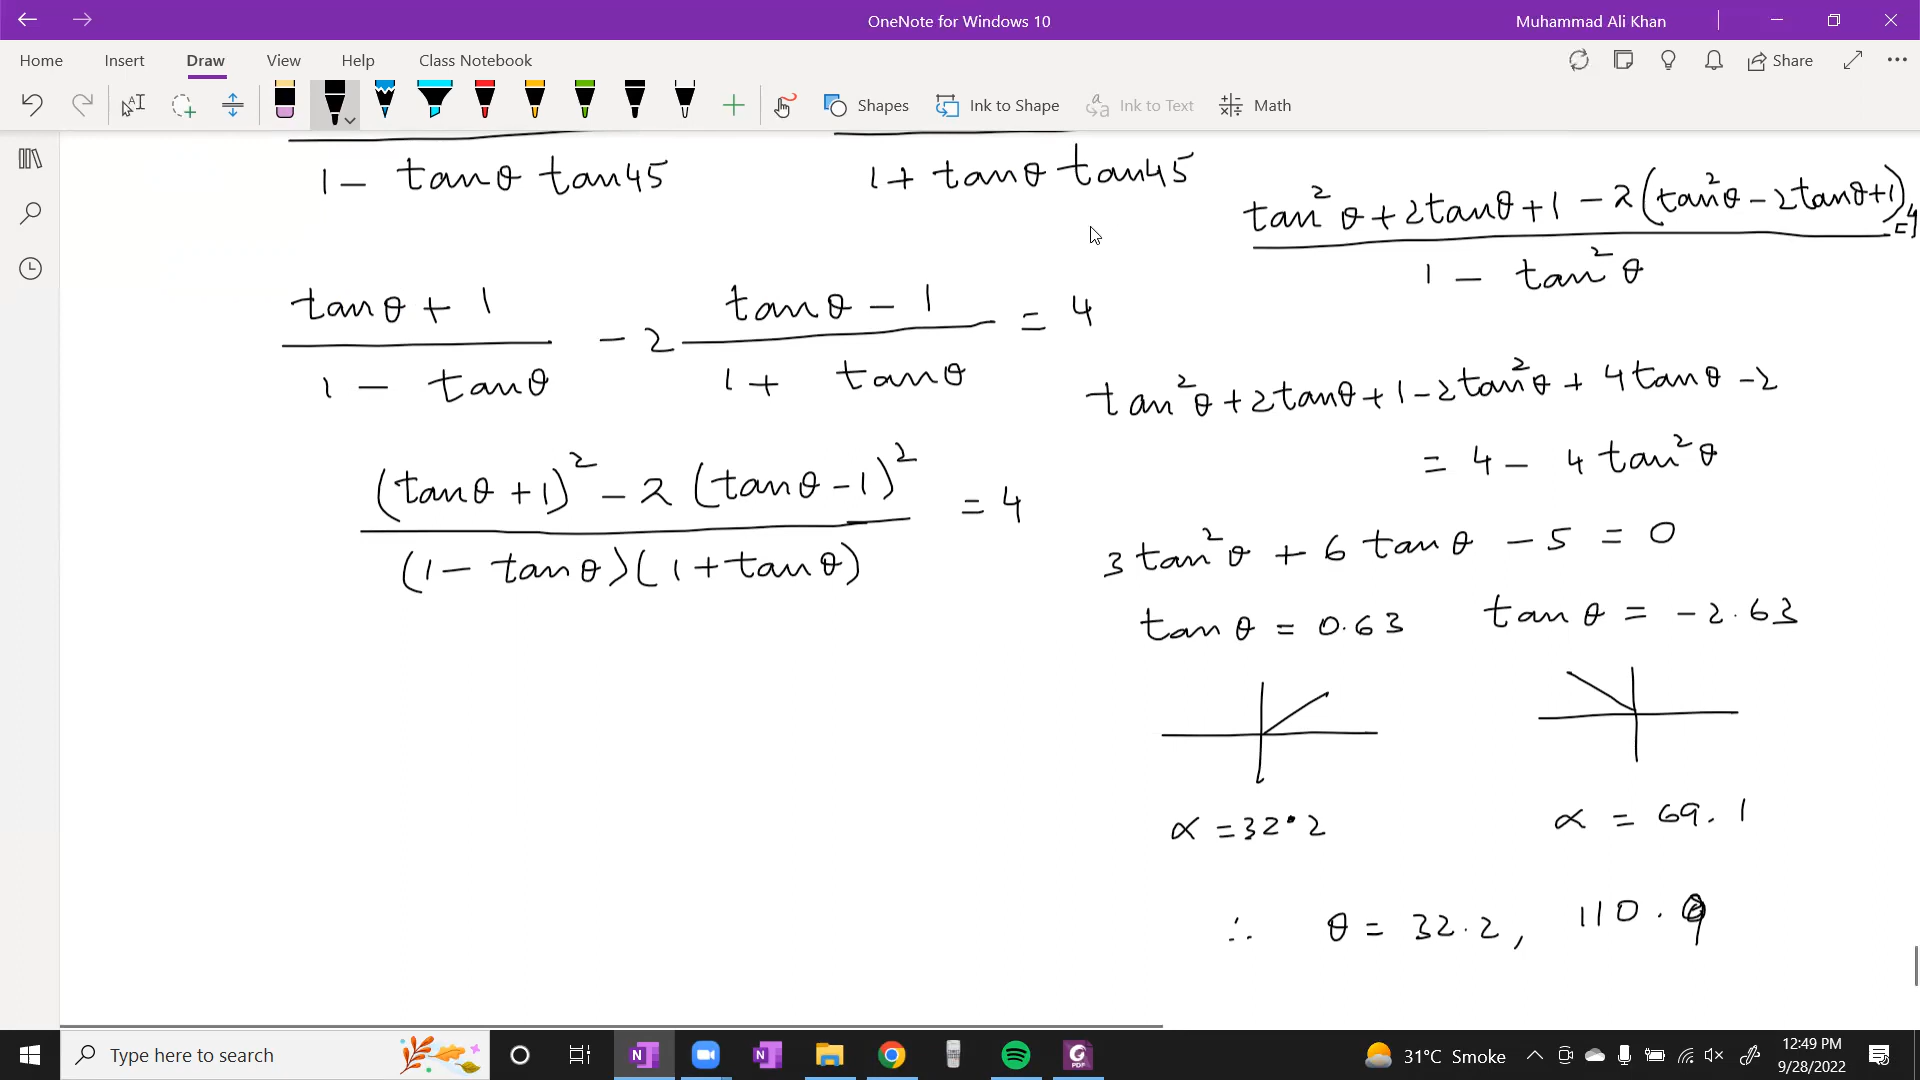 OneNote for Windows 10
Muhammad Ali Khan
Home Insert Draw View Help Class Notebook
Share
Shapes Ink to Shape Ink to Text Math
1 - tanθ tan45
1 + tanθ tan45
tanθ + 1 / 1 - tanθ - 2 tanθ - 1 / 1 + tanθ = 4
(tanθ + 1)² - 2 (tanθ - 1)² / (1 - tanθ)(1 + tanθ) = 4
tan²θ + 2tanθ + 1 - 2(tan²θ - 2tanθ + 1) / 1 - tan²θ = 4
tan²θ + 2tanθ + 1 - 2tan²θ + 4tanθ - 2
= 4 - 4tan²θ
3tan²θ + 6tanθ - 5 = 0
tanθ = 0.63 tanθ = -2.63
α = 32.2 α = 69.1
∴ θ = 32.2, 110.9
Type here to search
31°C Smoke
12:49 PM
9/28/2022